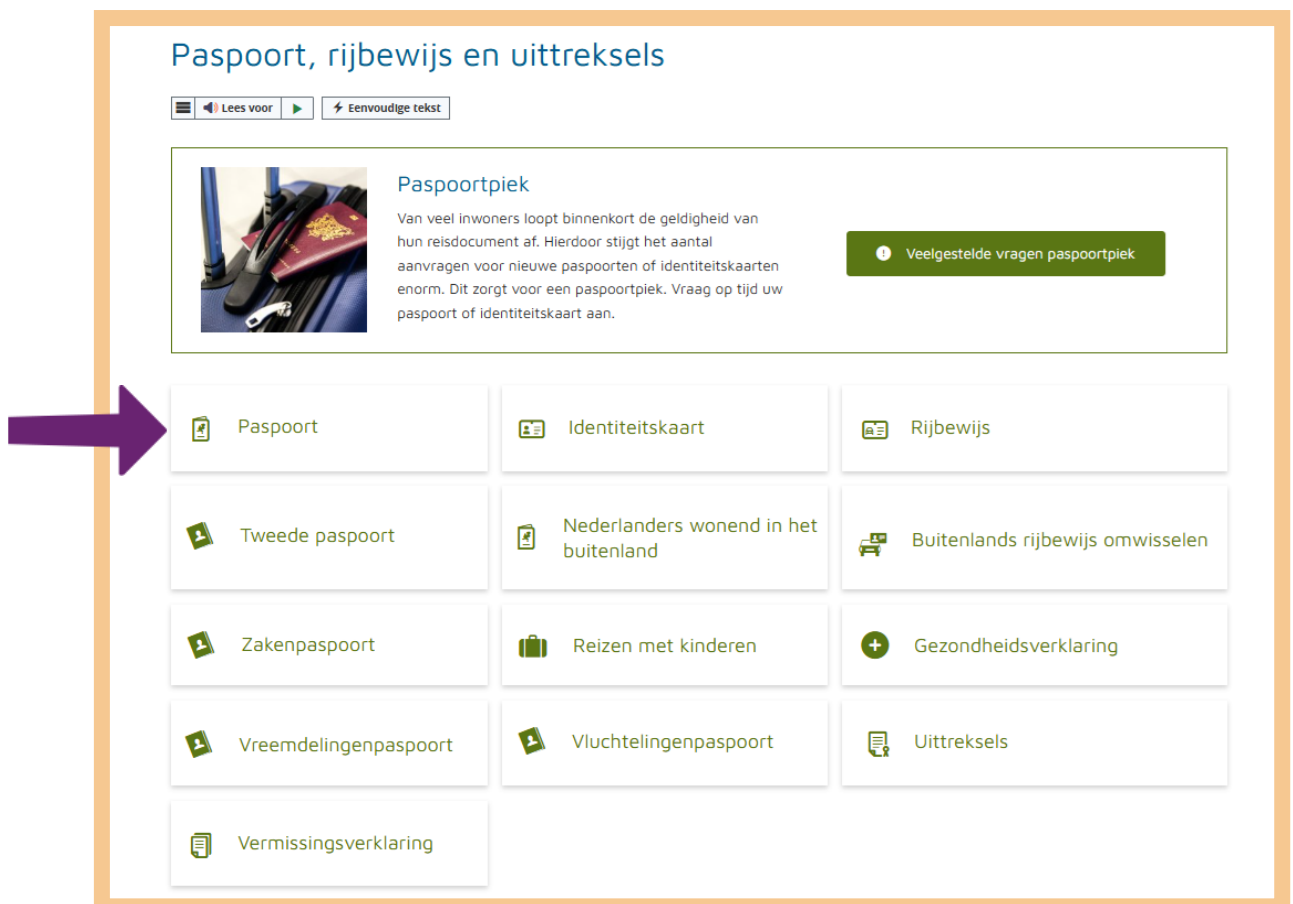 Paspoort, rijbewijs en uittreksels
Lees voor
Eenvoudige tekst
Paspoortpiek
Van veel inwoners loopt binnenkort de geldigheid van
hun reisdocument af. Hierdoor stijgt het aantal
aanvragen voor nieuwe paspoorten of identiteitskaarten
enorm. Dit zorgt voor een paspoortpiek. Vraag op tijd uw
paspoort of identiteitskaart aan.
Veelgestelde vragen paspoortpiek
Paspoort
Identiteitskaart
Rijbewijs
Tweede paspoort
Nederlanders wonend in het
buitenland
Buitenlands rijbewijs omwisselen
Zakenpaspoort
Reizen met kinderen
Gezondheidsverklaring
Vreemdelingenpaspoort
Vluchtelingenpaspoort
Uittreksels
Vermissingsverklaring